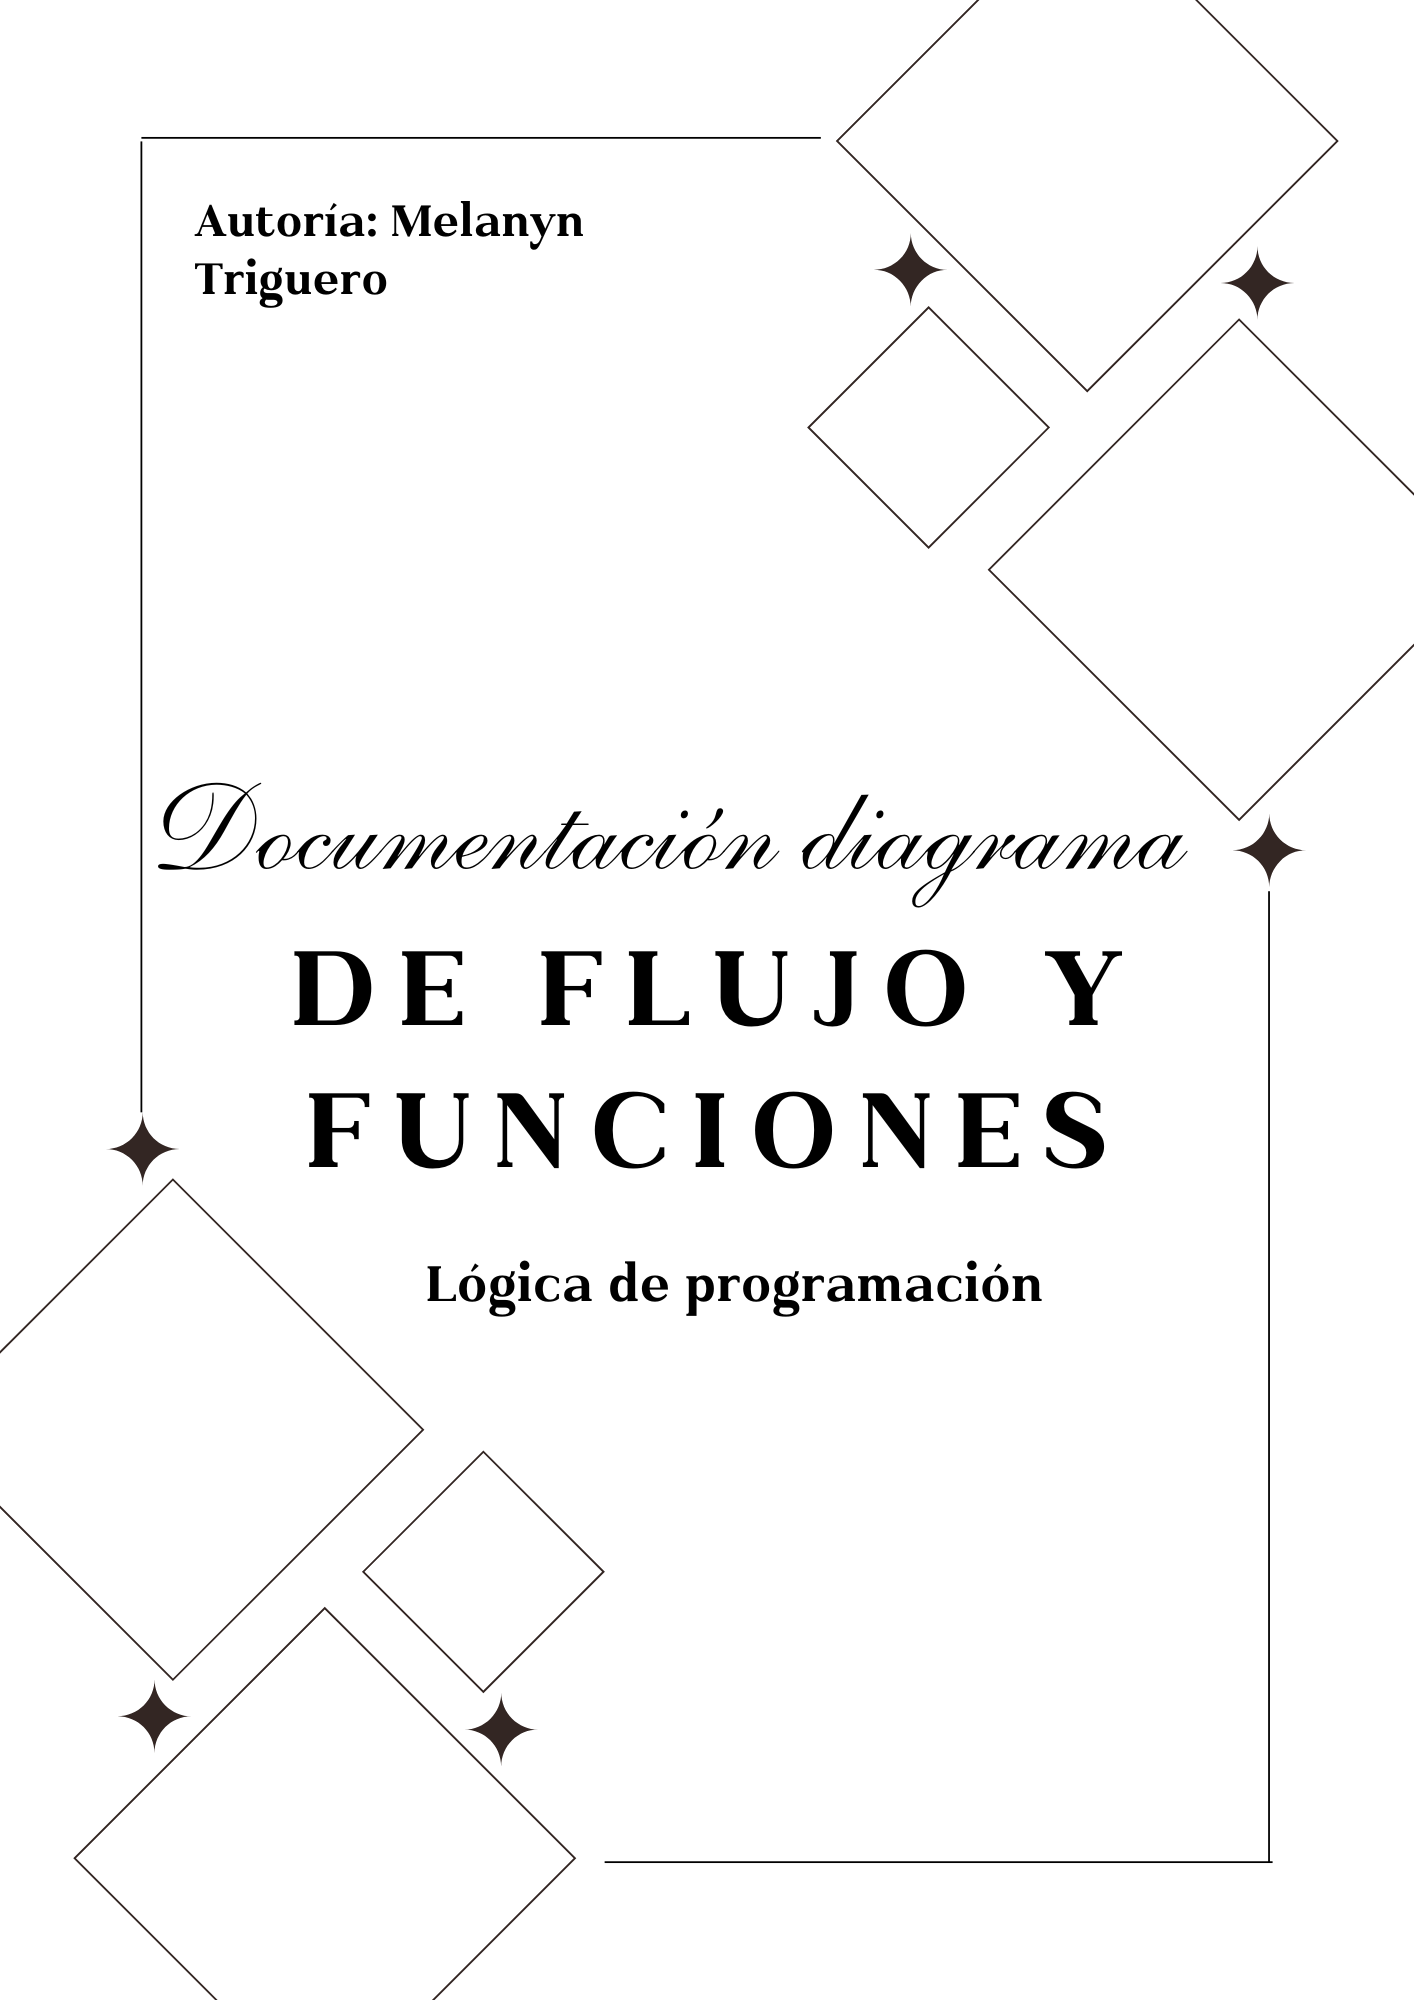 Autoría: Melanyn
Triguero
Documentación diagrama
DE FLUJO Y
FUNCIONES
Lógica de programación